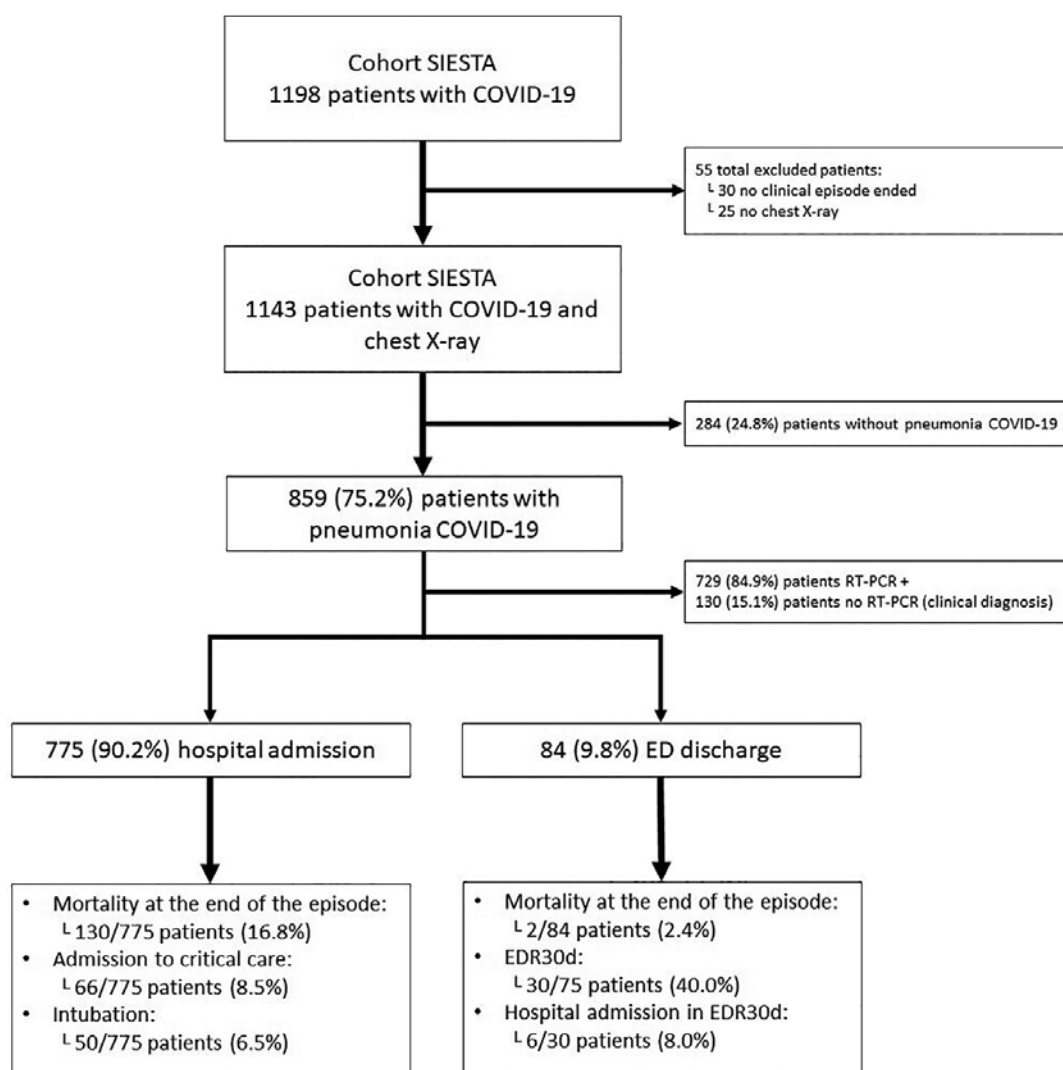 Cohort SIESTA
1198 patients with COVID-19
55 total excluded patients:
└ 30 no clinical episode ended
└ 25 no chest X-ray
Cohort SIESTA
1143 patients with COVID-19 and
chest X-ray
284 (24.8%) patients without pneumonia COVID-19
859 (75.2%) patients with
pneumonia COVID-19
729 (84.9%) patients RT-PCR +
130 (15.1%) patients no RT-PCR (clinical diagnosis)
775 (90.2%) hospital admission
84 (9.8%) ED discharge
• Mortality at the end of the episode:
└ 130/775 patients (16.8%)
• Admission to critical care:
└ 66/775 patients (8.5%)
• Intubation:
└ 50/775 patients (6.5%)
• Mortality at the end of the episode:
└ 2/84 patients (2.4%)
• EDR30d:
└ 30/75 patients (40.0%)
• Hospital admission in EDR30d:
└ 6/30 patients (8.0%)